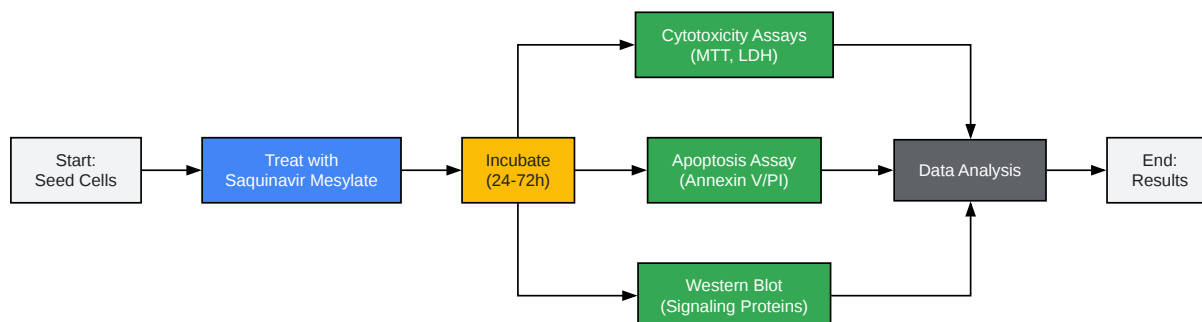 Cytotoxicity Assays
(MTT, LDH)
Start:
Seed Cells
Treat with
Saquinavir Mesylate
Incubate
(24-72h)
Apoptosis Assay
(Annexin V/PI)
Data Analysis
End:
Results
Western Blot
(Signaling Proteins)